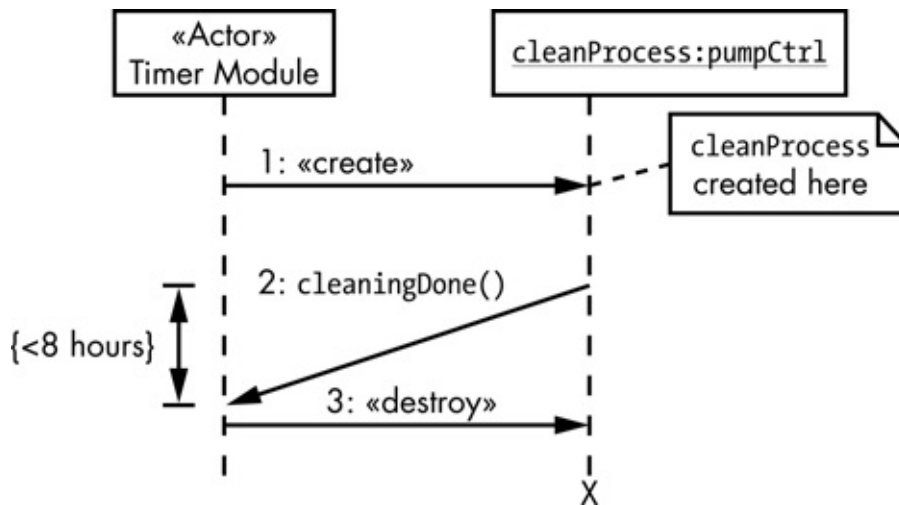 «Actor»
Timer Module
cleanProcess:pumpCtrl
cleanProcess
created here
1: «create»
2: cleaningDone()
{<8 hours}
3: «destroy»
X